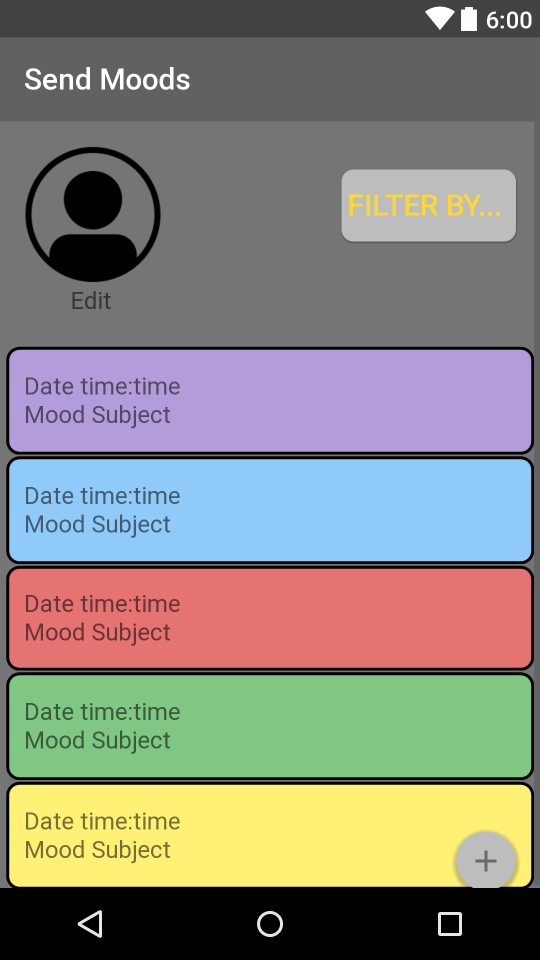 6:00
Send Moods
FILTER BY...
Edit
Date time:time
Mood Subject
Date time:time
Mood Subject
Date time:time
Mood Subject
Date time:time
Mood Subject
Date time:time
Mood Subject